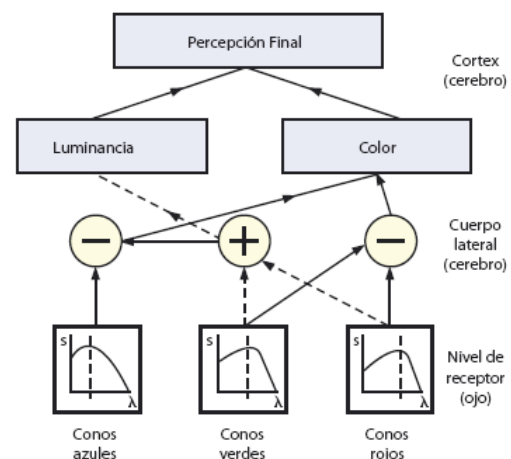 Percepción Final
Cortex
(cerebro)
Luminancia
Color
Cuerpo
lateral
(cerebro)
−
+
−
s
λ
s
λ
s
λ
Nivel de
receptor
(ojo)
Conos
azules
Conos
verdes
Conos
rojos